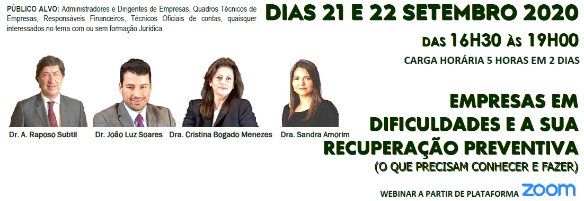 PÚBLICO ALVO: Administradores e Dirigentes de Empresas, Quadros Técnicos de
Empresas, Responsáveis Financeiros, Técnicos Oficiais de contas, quaisquer
interessados no tema com ou sem formação Jurídica
Dr. A. Raposo Subtil
Dr. João Luz Soares
Dra. Cristina Bogado Menezes
Dra. Sandra Amorim
DIAS 21 E 22 SETEMBRO 2020
DAS 16H30 ÀS 19H00
CARGA HORÁRIA 5 HORAS EM 2 DIAS
EMPRESAS EM
DIFICULDADES E A SUA
RECUPERAÇÃO PREVENTIVA
(O QUE PRECISAM CONHECER E FAZER)
WEBINAR A PARTIR DE PLATAFORMA zoom